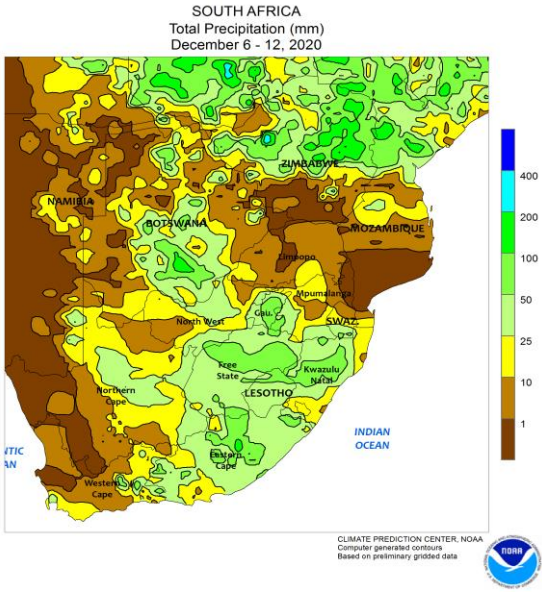 SOUTH AFRICA
Total Precipitation (mm)
December 6 - 12, 2020
ZIMBABWE
NAMIBIA
BOTSWANA
MOZAMBIQUE
Limpopo
Mpumalanga
Gau.
North West
SWAZ.
Free
State
Kwazulu
Natal
Northern
Cape
LESOTHO
Eastern
Cape
Western
Cape
NTIC
AN
INDIAN
OCEAN
400
200
100
50
25
10
1
CLIMATE PREDICTION CENTER, NOAA
Computer generated contours
Based on preliminary gridded data
NOAA